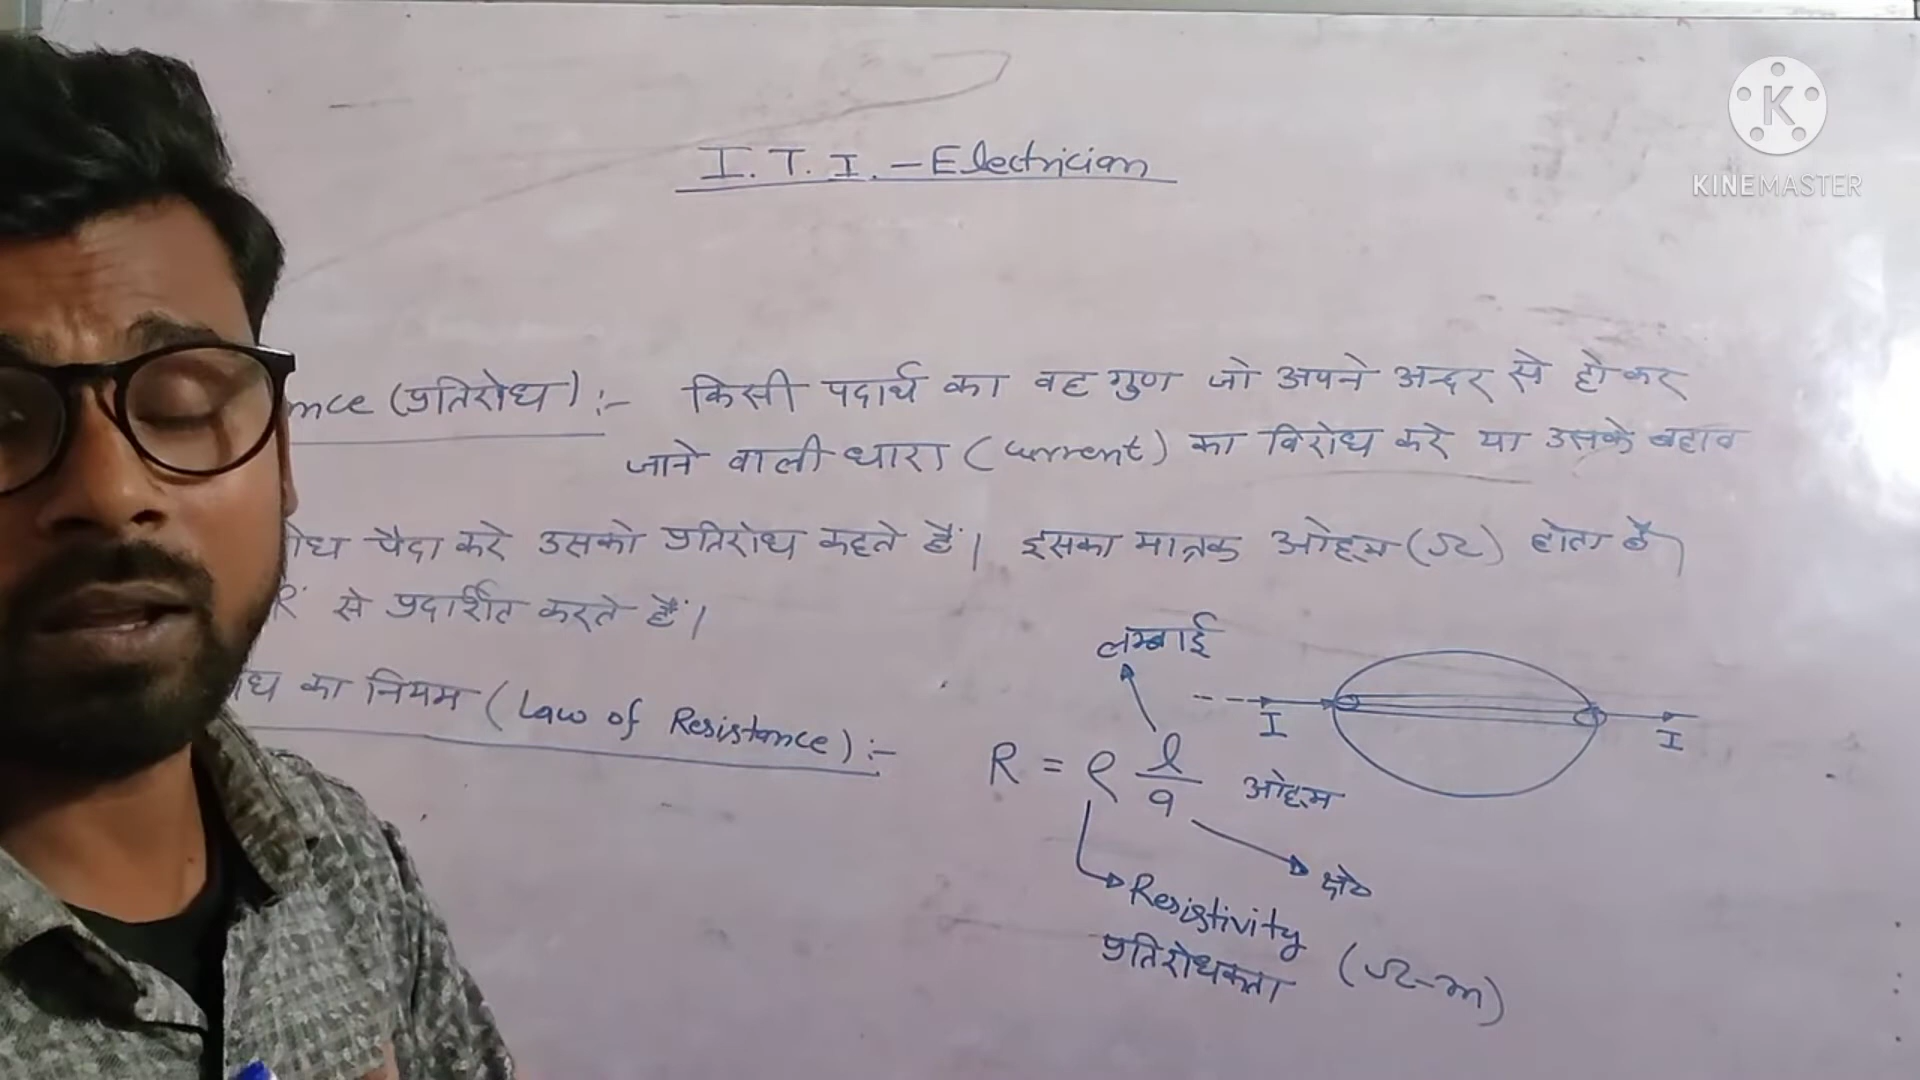 KINEMASTER
I. T. I. - Electrician
nce (प्रतिरोध) :- किसी पदार्थ का वह गुण जो अपने अन्दर से होकर
जाने वाली धारा (Current) का विरोध करे या उसके बहाव
रोध पैदा करे उसको प्रतिरोध कहते हैं। इसका मात्रक ओह्म (Ω) होता है
R' से प्रदर्शित करते हैं।
लम्बाई
ोध का नियम (Law of Resistance) :-
I
I
R = ρ l/a ओह्म
क्षे०
Resistivity
प्रतिरोधकता (Ω-m)